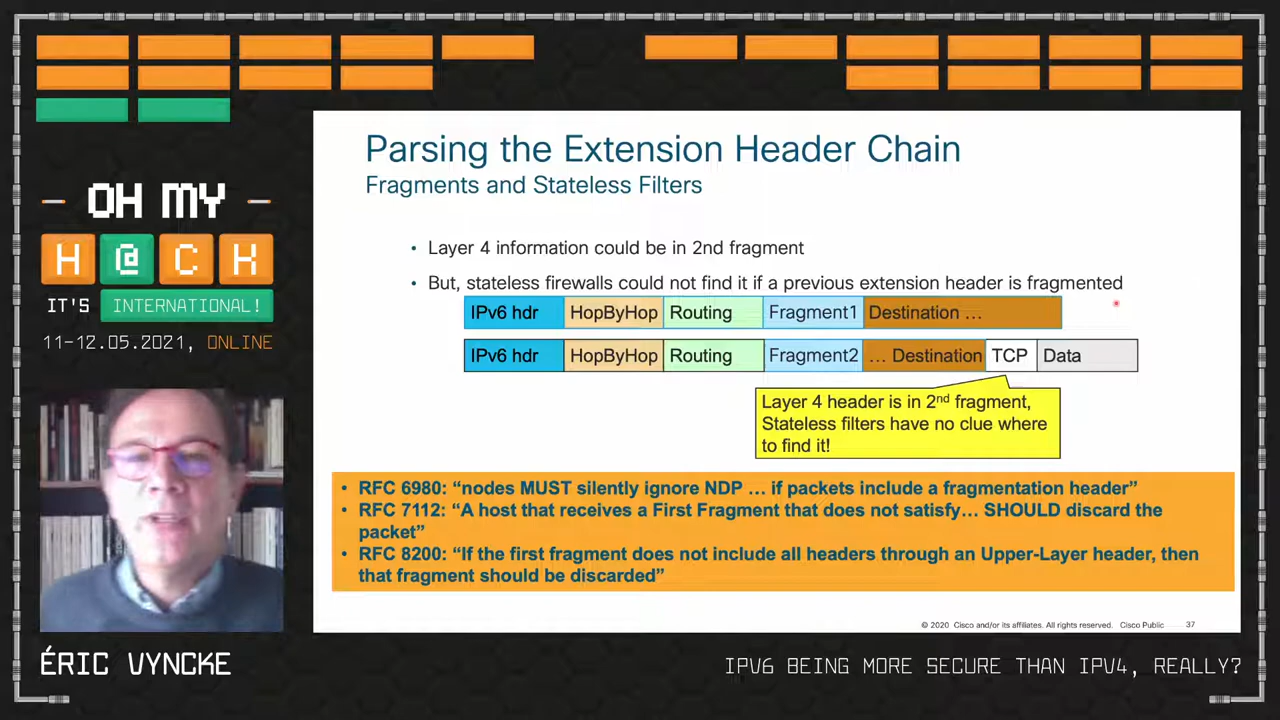 OH MY
H@CK
IT'S INTERNATIONAL!
11-12.05.2021, ONLINE
Parsing the Extension Header Chain
Fragments and Stateless Filters
• Layer 4 information could be in 2nd fragment
• But, stateless firewalls could not find it if a previous extension header is fragmented
IPv6 hdr HopByHop Routing Fragment1 Destination …
IPv6 hdr HopByHop Routing Fragment2 … Destination TCP Data
Layer 4 header is in 2nd fragment,
Stateless filters have no clue where
to find it!
• RFC 6980: “nodes MUST silently ignore NDP … if packets include a fragmentation header”
• RFC 7112: “A host that receives a First Fragment that does not satisfy… SHOULD discard the
packet”
• RFC 8200: “If the first fragment does not include all headers through an Upper-Layer header, then
that fragment should be discarded”
© 2020 Cisco and/or its affiliates. All rights reserved. Cisco Public 37
ÉRIC VYNCKE
IPV6 BEING MORE SECURE THAN IPV4, REALLY?